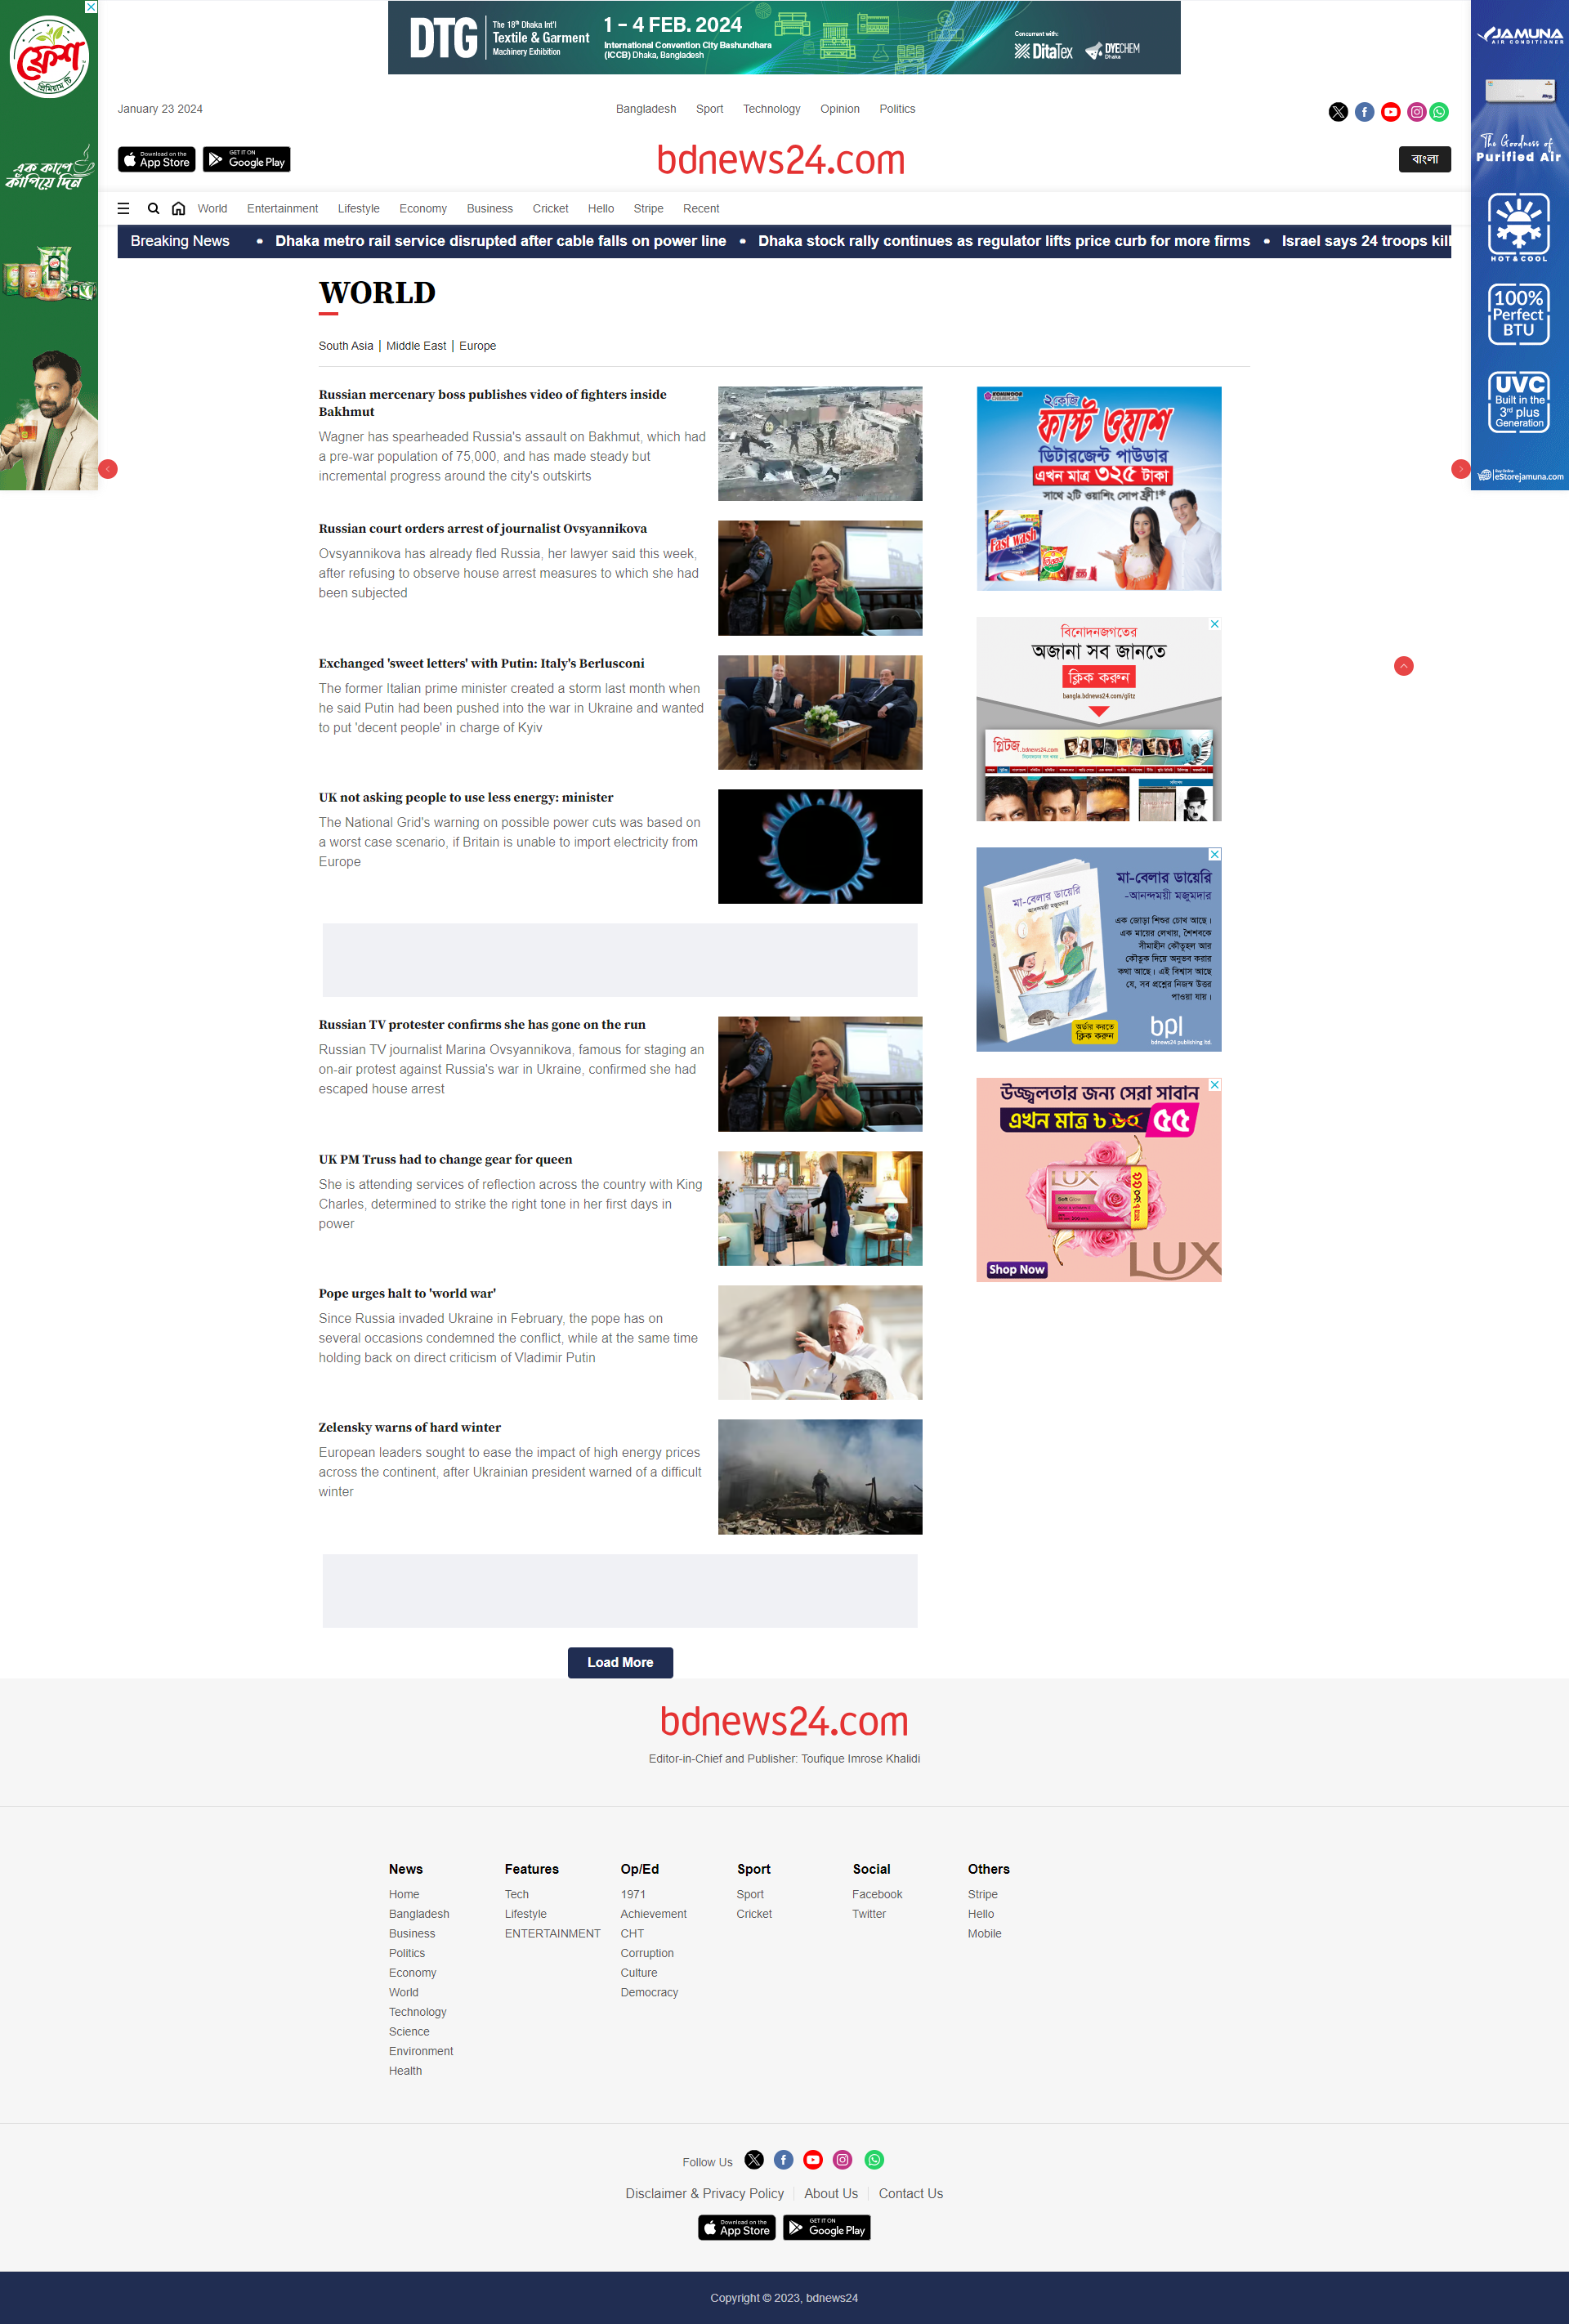 ফ্রেশ
প্রিমিয়াম টি
এক কাপে
কাঁপিয়ে দিন
DTG
The 18th Dhaka Int'l
Textile & Garment
Machinery Exhibition
1 – 4 FEB. 2024
International Convention City Bashundhara
(ICCB) Dhaka, Bangladesh
Concurrent with:
DitaTex
DYECHEM
Dhaka
JAMUNA
AIR CONDITIONER
The Goodness of
Purified Air
HOT & COOL
100%
Perfect
BTU
UVC
Built in the
3rd plus
Generation
Buy Online
eStorejamuna.com
January 23 2024
Bangladesh Sport Technology Opinion Politics
Download on the
App Store
GET IT ON
Google Play
bdnews24.com
বাংলা
World Entertainment Lifestyle Economy Business Cricket Hello Stripe Recent
Breaking News • Dhaka metro rail service disrupted after cable falls on power line • Dhaka stock rally continues as regulator lifts price curb for more firms • Israel says 24 troops kill
WORLD
South Asia | Middle East | Europe
Russian mercenary boss publishes video of fighters inside
Bakhmut
Wagner has spearheaded Russia's assault on Bakhmut, which had
a pre-war population of 75,000, and has made steady but
incremental progress around the city's outskirts
Russian court orders arrest of journalist Ovsyannikova
Ovsyannikova has already fled Russia, her lawyer said this week,
after refusing to observe house arrest measures to which she had
been subjected
Exchanged 'sweet letters' with Putin: Italy's Berlusconi
The former Italian prime minister created a storm last month when
he said Putin had been pushed into the war in Ukraine and wanted
to put 'decent people' in charge of Kyiv
UK not asking people to use less energy: minister
The National Grid's warning on possible power cuts was based on
a worst case scenario, if Britain is unable to import electricity from
Europe
Russian TV protester confirms she has gone on the run
Russian TV journalist Marina Ovsyannikova, famous for staging an
on-air protest against Russia's war in Ukraine, confirmed she had
escaped house arrest
UK PM Truss had to change gear for queen
She is attending services of reflection across the country with King
Charles, determined to strike the right tone in her first days in
power
Pope urges halt to 'world war'
Since Russia invaded Ukraine in February, the pope has on
several occasions condemned the conflict, while at the same time
holding back on direct criticism of Vladimir Putin
Zelensky warns of hard winter
European leaders sought to ease the impact of high energy prices
across the continent, after Ukrainian president warned of a difficult
winter
KOHINOOR
CHEMICAL
২ কেজি
ফাস্ট ওয়াশ
ডিটারজেন্ট পাউডার
এখন মাত্র ৩২৫ টাকা
সাথে ২টি ওয়াশিং সোপ ফ্রী!*
Fast wash
বিনোদনজগতের
অজানা সব জানতে
ক্লিক করুন
bangla.bdnews24.com/glitz
গ্লিটজ.bdnews24.com
মা-বেলার ডায়েরি
আনন্দময়ী মজুমদার
মা-বেলার ডায়েরি
-আনন্দময়ী মজুমদার
এক জোড়া শিশুর চোখ আছে।
এক মায়ের লেখায়, শৈশবকে
সীমাহীন কৌতূহল আর
কৌতুক দিয়ে অনুভব করার
কথা আছে। এই বিশ্বাস আছে
যে, সব প্রশ্নের নিজস্ব উত্তর
পাওয়া যায়।
অর্ডার করতে
ক্লিক করুন
bpl
bdnews24 publishing ltd.
উজ্জ্বলতার জন্য সেরা সাবান
এখন মাত্র ৳ ৬০ ৫৫
LUX
Soft Glow
Shop Now
LUX
Load More
bdnews24.com
Editor-in-Chief and Publisher: Toufique Imrose Khalidi
News
Home
Bangladesh
Business
Politics
Economy
World
Technology
Science
Environment
Health
Features
Tech
Lifestyle
ENTERTAINMENT
Op/Ed
1971
Achievement
CHT
Corruption
Culture
Democracy
Sport
Sport
Cricket
Social
Facebook
Twitter
Others
Stripe
Hello
Mobile
Follow Us
Disclaimer & Privacy Policy | About Us | Contact Us
Download on the
App Store
GET IT ON
Google Play
Copyright © 2023, bdnews24